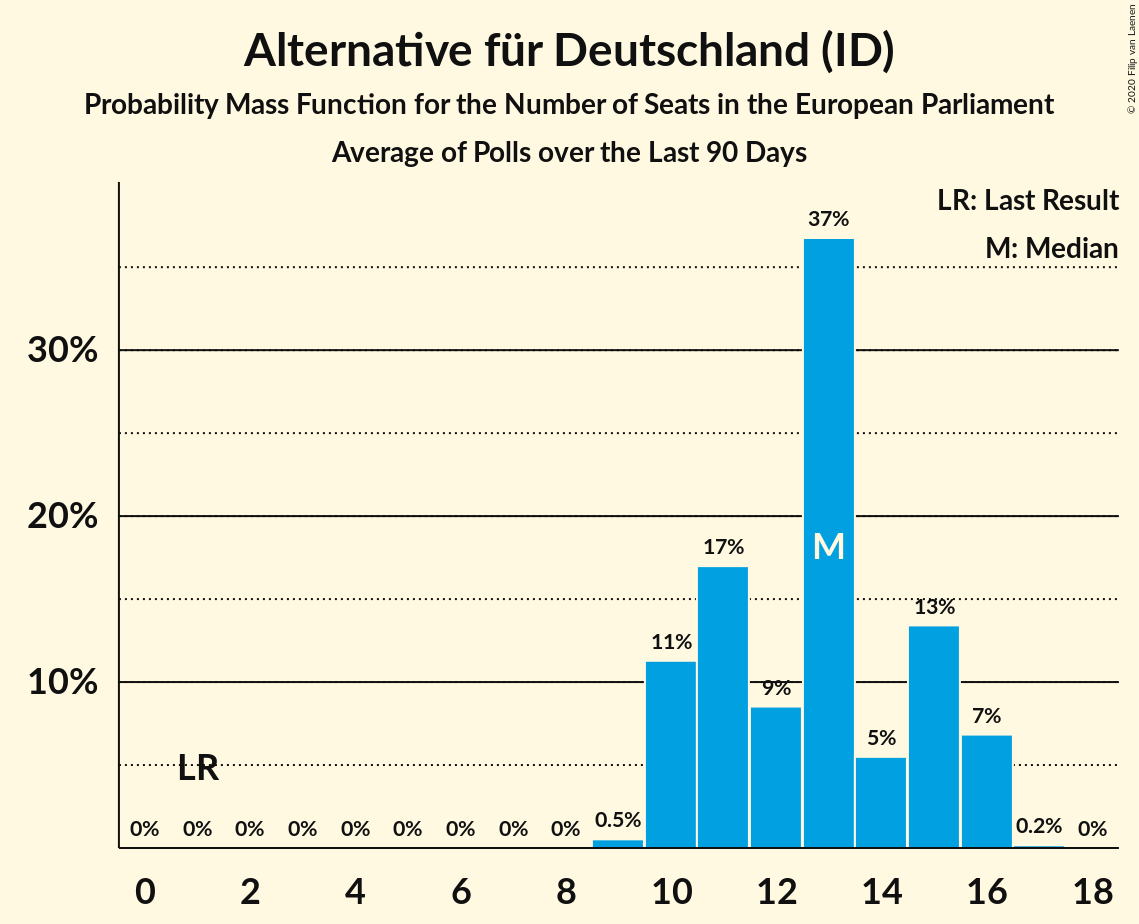 Alternative für Deutschland (ID)
Probability Mass Function for the Number of Seats in the European Parliament
Average of Polls over the Last 90 Days
© 2020 Filip van Laenen
LR: Last Result
M: Median
37%
30%
20%
M
17%
13%
11%
10%
9%
7%
5%
LR
0% 0% 0% 0% 0% 0% 0% 0% 0% 0.5% 0.2% 0%
0 2 4 6 8 10 12 14 16 18